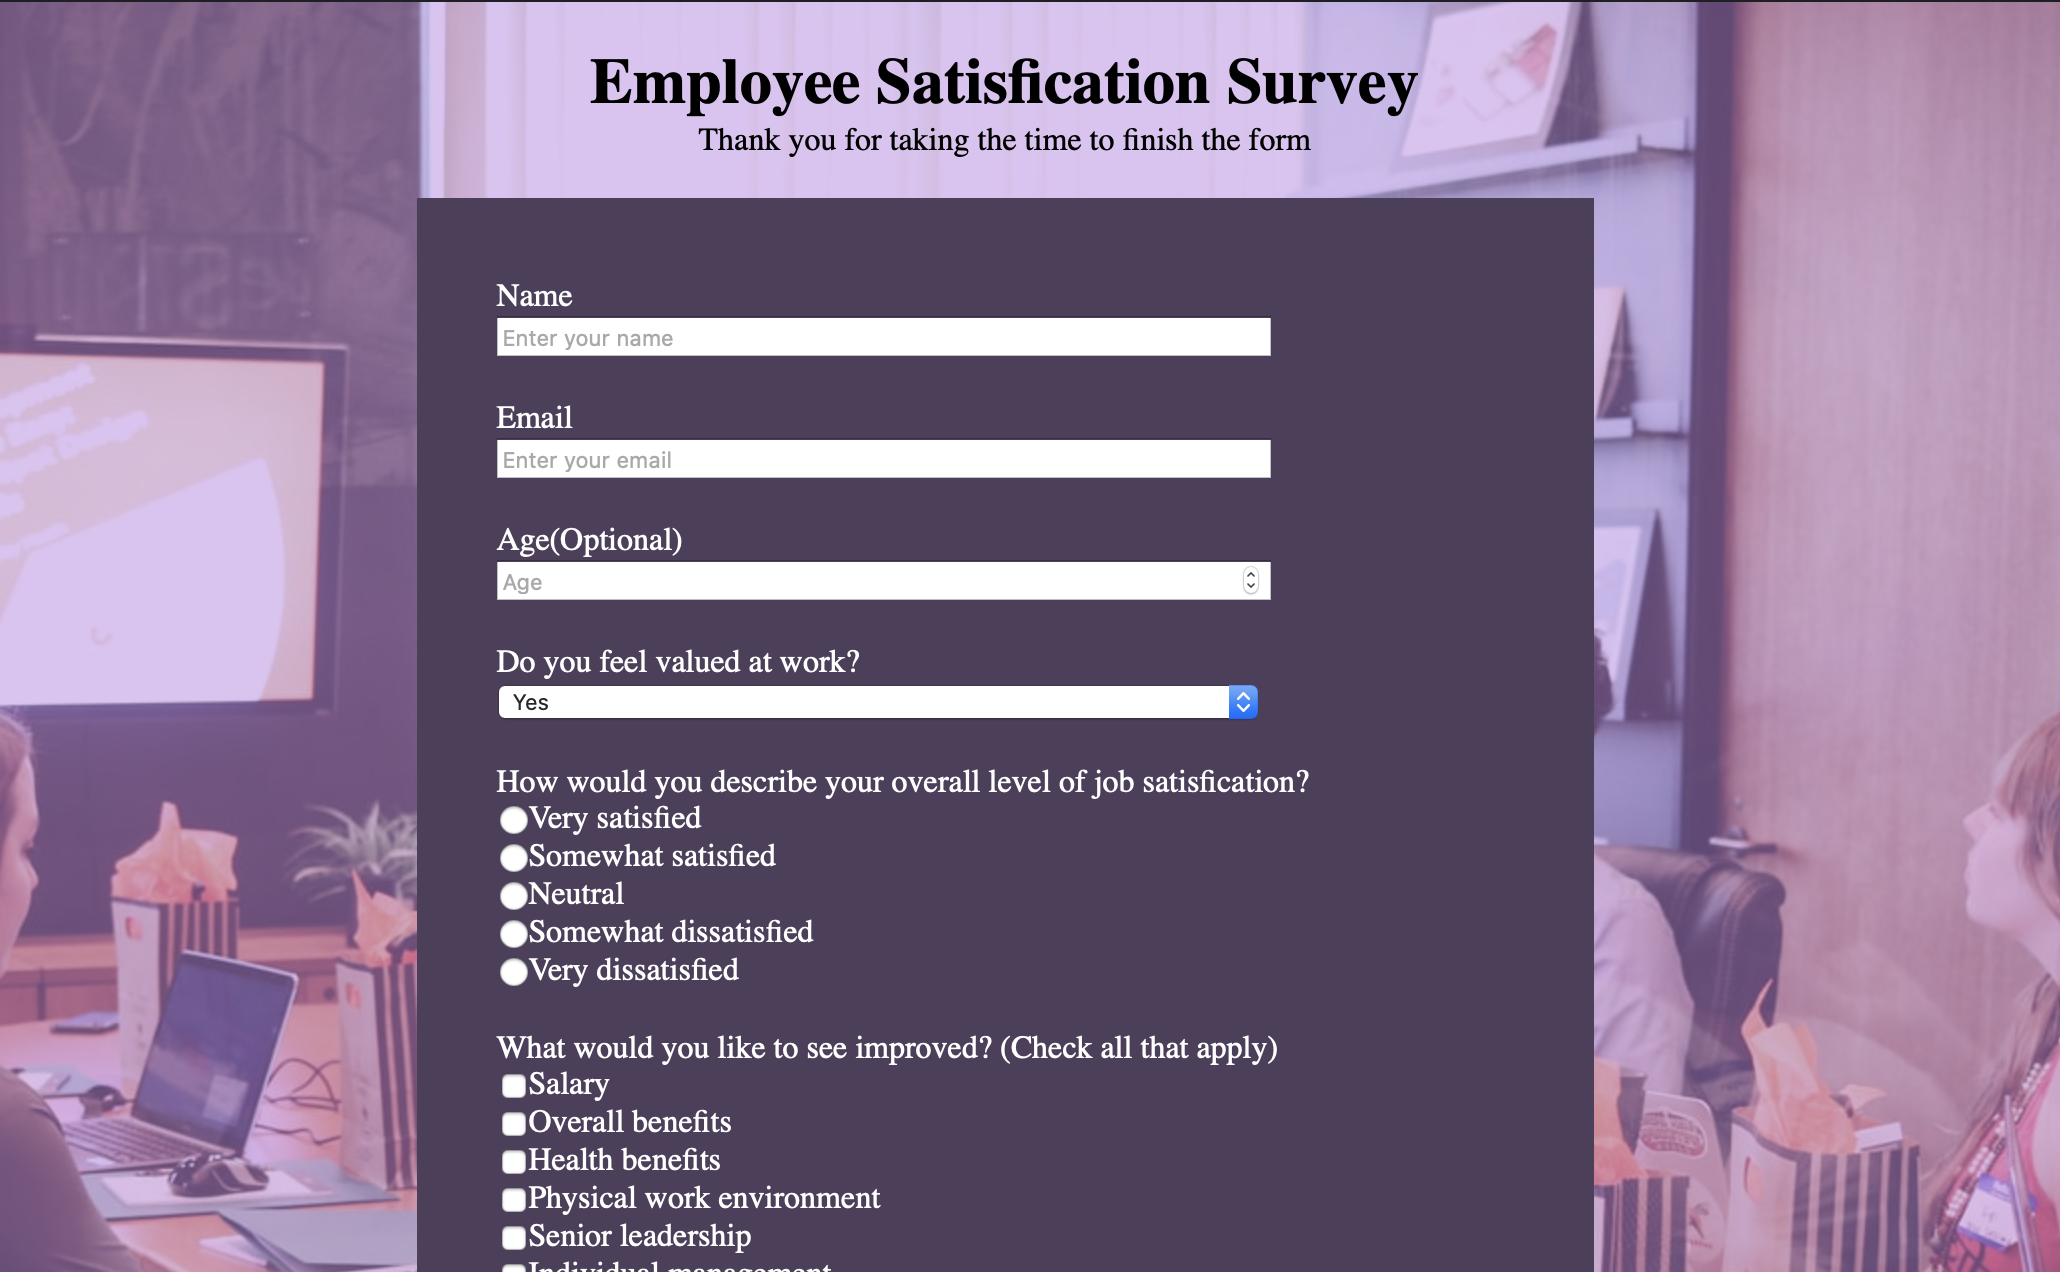 Employee Satisfication Survey
Thank you for taking the time to finish the form
Name
Enter your name
Email
Enter your email
Age(Optional)
Age
Do you feel valued at work?
Yes
How would you describe your overall level of job satisfication?
Very satisfied
Somewhat satisfied
Neutral
Somewhat dissatisfied
Very dissatisfied
What would you like to see improved? (Check all that apply)
Salary
Overall benefits
Health benefits
Physical work environment
Senior leadership
Individual management